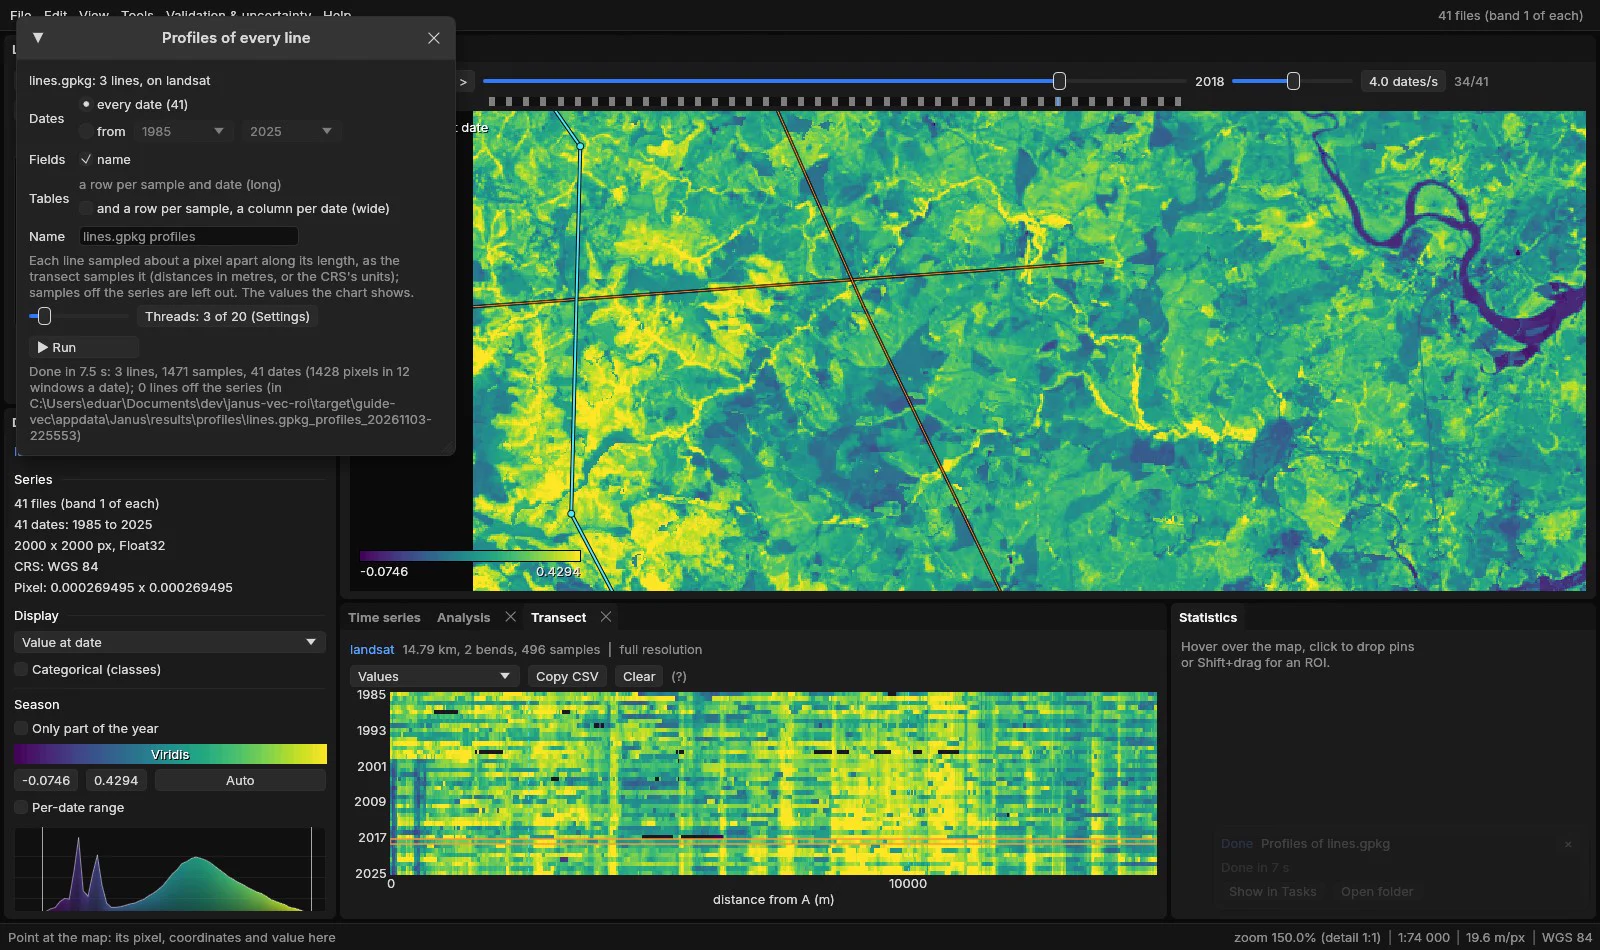 File Edit View Tools Validation & uncertainty Help
41 files (band 1 of each)
Profiles of every line
lines.gpkg: 3 lines, on landsat
Dates
every date (41)
from 1985 2025
Fields name
Tables
a row per sample and date (long)
and a row per sample, a column per date (wide)
Name lines.gpkg profiles
Each line sampled about a pixel apart along its length, as the
transect samples it (distances in metres, or the CRS's units);
samples off the series are left out. The values the chart shows.
Threads: 3 of 20 (Settings)
Run
Done in 7.5 s: 3 lines, 1471 samples, 41 dates (1428 pixels in 12
windows a date); 0 lines off the series (in
C:\Users\eduar\Documents\dev\janus-vec-roi\target\guide-
vec\appdata\Janus\results\profiles\lines.gpkg_profiles_20261103-
225553)
> 2018 4.0 dates/s 34/41
date
-0.0746 0.4294
Series
41 files (band 1 of each)
41 dates: 1985 to 2025
2000 x 2000 px, Float32
CRS: WGS 84
Pixel: 0.000269495 x 0.000269495
Display
Value at date
Categorical (classes)
Season
Only part of the year
Viridis
-0.0746 0.4294 Auto
Per-date range
Time series Analysis Transect
landsat 14.79 km, 2 bends, 496 samples | full resolution
Values Copy CSV Clear (?)
1985
1993
2001
2009
2017
2025
0 10000
distance from A (m)
Statistics
Hover over the map, click to drop pins
or Shift+drag for an ROI.
Done Profiles of lines.gpkg ×
Done in 7 s
Show in Tasks Open folder
Point at the map: its pixel, coordinates and value here
zoom 150.0% (detail 1:1) | 1:74 000 | 19.6 m/px | WGS 84